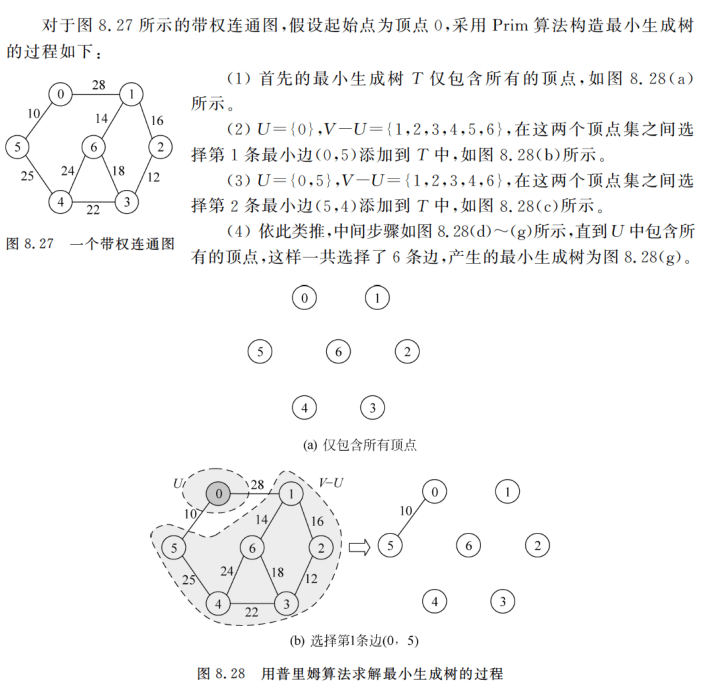 对于图 8.27 所示的带权连通图,假设起始点为顶点 0,采用 Prim 算法构造最小生成树
的过程如下:
(1) 首先的最小生成树 T 仅包含所有的顶点,如图 8.28(a)
所示。
(2) U={0},V-U={1,2,3,4,5,6},在这两个顶点集之间选
择第 1 条最小边(0,5)添加到 T 中,如图 8.28(b)所示。
(3) U={0,5},V-U={1,2,3,4,6},在这两个顶点集之间选
择第 2 条最小边(5,4)添加到 T 中,如图 8.28(c)所示。
(4) 依此类推,中间步骤如图 8.28(d)~(g)所示,直到 U 中包含所
有的顶点,这样一共选择了 6 条边,产生的最小生成树为图 8.28(g)。
28
0 1
10 14 16
5 6 2
25 24 18 12
4 3
22
图 8.27 一个带权连通图
0 1
5 6 2
4 3
(a) 仅包含所有顶点
U 0 28 1 V-U
10 14 16
5 6 2
25 24 18 12
4 22 3
0 1
10
5 6 2
4 3
(b) 选择第1条边(0, 5)
图 8.28 用普里姆算法求解最小生成树的过程